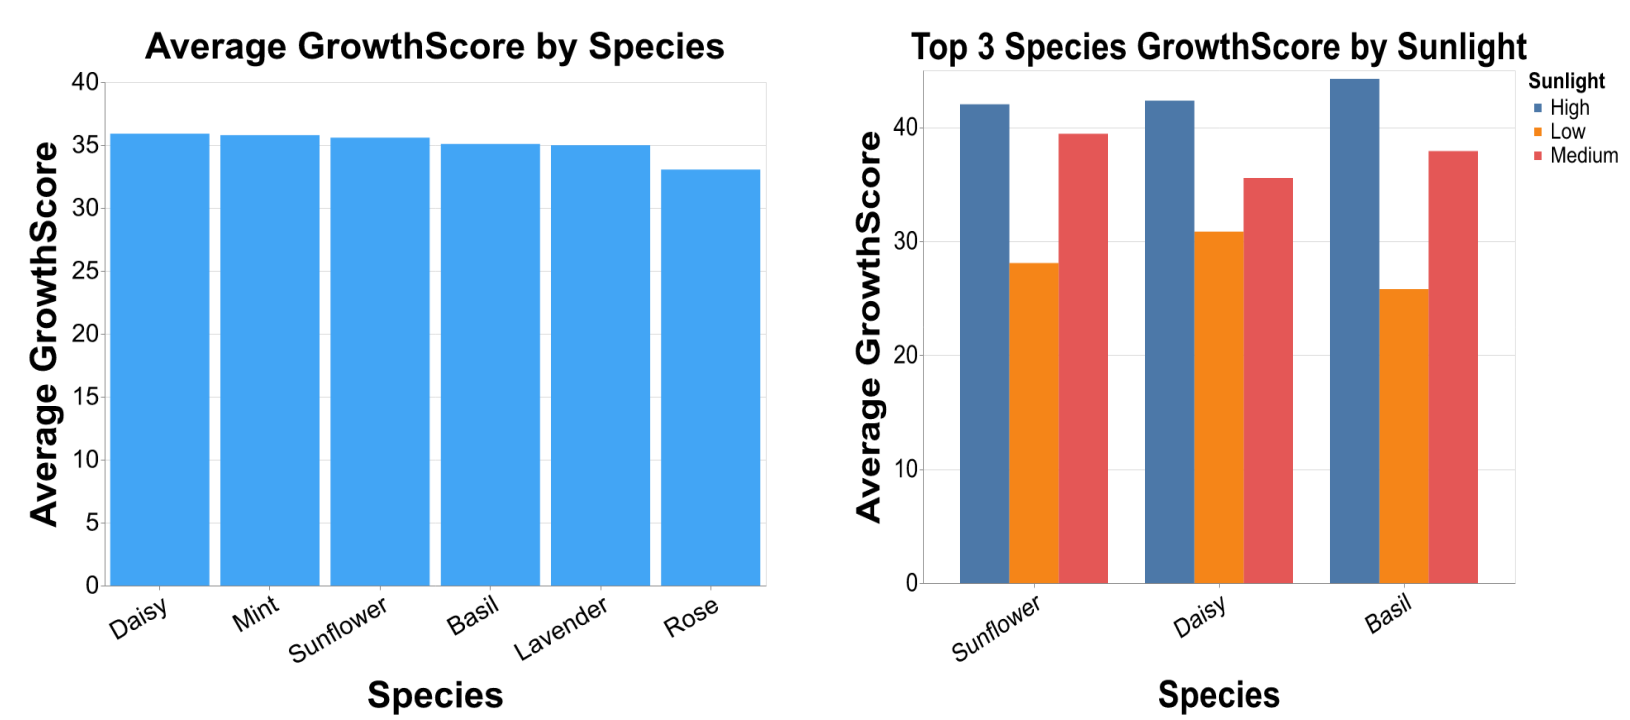 Average GrowthScore by Species
Average GrowthScore
40
35
30
25
20
15
10
5
0
Daisy
Mint
Sunflower
Basil
Lavender
Rose
Species
Top 3 Species GrowthScore by Sunlight
Average GrowthScore
40
30
20
10
0
Sunflower
Daisy
Basil
Species
Sunlight
High
Low
Medium